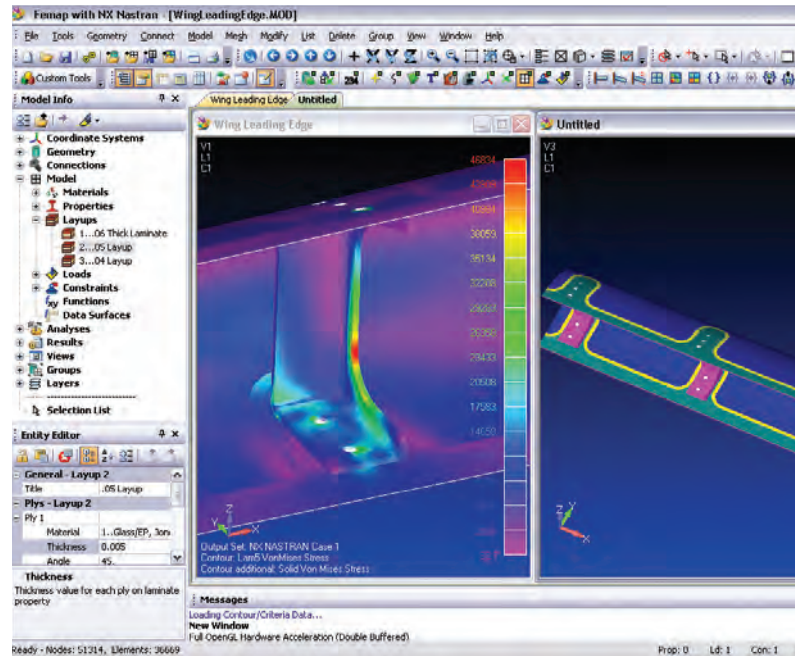 Femap with NX Nastran - [WingLeadingEdge.MOD]
File Tools Geometry Connect Model Mesh Modify List Delete Group View Window Help
Custom Tools
Model Info
Wing Leading Edge Untitled
Coordinate Systems
Geometry
Connections
Model
Materials
Properties
Layups
1...06 Thick Laminate
2...05 Layup
3...04 Layup
Loads
Constraints
Functions
Data Surfaces
Analyses
Results
Views
Groups
Layers
Selection List
Entity Editor
General - Layup 2
Title .05 Layup
Plys - Layup 2
Ply 1
Material 1..Glass/EP,
Thickness 0.005
Angle 45.
Thickness
Thickness value for each ply on laminate
property
Wing Leading Edge
V1
L1
C1
46834
38059
35134
20508
17583
Z
Y
X
Output Set: NX NASTRAN Case 1
Contour: Lam5 VonMises Stress
Contour additional: Solid Von Mises Stress
Untitled
V3
L1
C1
Z
Y
X
Messages
Loading Contour/Criteria Data...
New Window
Full OpenGL Hardware Acceleration (Double Buffered)
Ready - Nodes: 51314, Elements: 36669
Prop: 0 Ld: 1 Con: 1